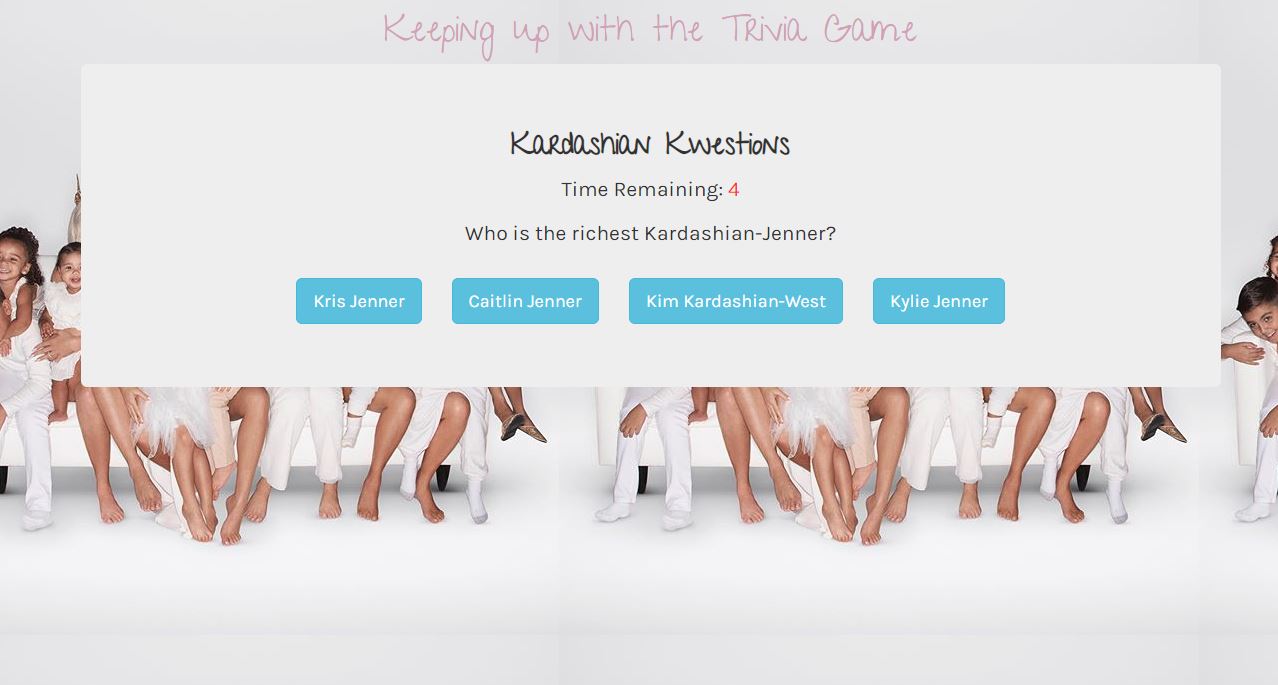 Keeping up with the Trivia Game
Kardashian Kwestions
Time Remaining: 4
Who is the richest Kardashian-Jenner?
Kris Jenner Caitlin Jenner Kim Kardashian-West Kylie Jenner